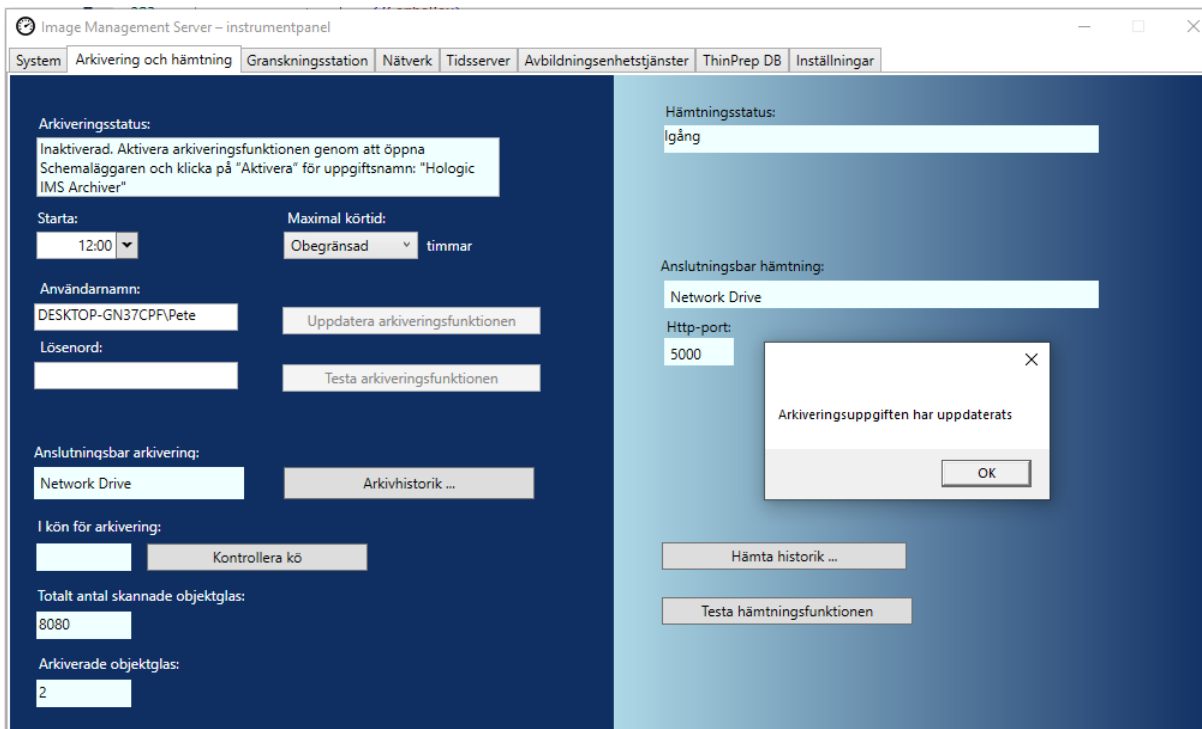 Image Management Server – instrumentpanel
System Arkivering och hämtning Granskningsstation Nätverk Tidsserver Avbildningsenhetstjänster ThinPrep DB Inställningar
Arkiveringsstatus:
Inaktiverad. Aktivera arkiveringsfunktionen genom att öppna
Schemaläggaren och klicka på “Aktivera” för uppgiftsnamn: "Hologic
IMS Archiver"
Starta:
12:00
Maximal körtid:
Obegränsad timmar
Användarnamn:
DESKTOP-GN37CPF\Pete
Uppdatera arkiveringsfunktionen
Lösenord:
Testa arkiveringsfunktionen
Anslutningsbar arkivering:
Network Drive
Arkivhistorik ...
I kön för arkivering:
Kontrollera kö
Totalt antal skannade objektglas:
8080
Arkiverade objektglas:
2
Hämtningsstatus:
Igång
Anslutningsbar hämtning:
Network Drive
Http-port:
5000
Arkiveringsuppgiften har uppdaterats
OK
Hämta historik ...
Testa hämtningsfunktionen